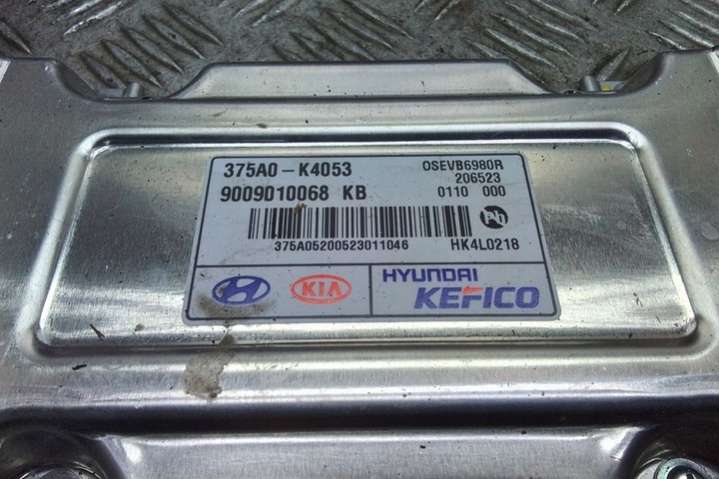 375A0-K4053
OSEVB6980R
206523
9009010068 KB
0110 000
Pb
375A05200523011046
HK4L0218
KIA
HYUNDAI
KEFICO